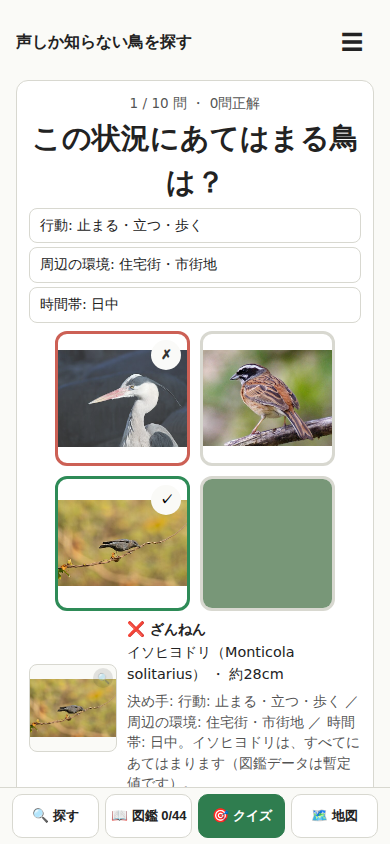 声しか知らない鳥を探す
☰
1 / 10 問 ・ 0問正解
この状況にあてはまる鳥
は？
行動: 止まる・立つ・歩く
周辺の環境: 住宅街・市街地
時間帯: 日中
✗
✓
❌ ざんねん
イソヒヨドリ（Monticola
solitarius） ・ 約28cm
決め手: 行動: 止まる・立つ・歩く ／
周辺の環境: 住宅街・市街地 ／ 時間
帯: 日中。イソヒヨドリは、すべてに
あてはまります（図鑑データは暫定
値です）。
🔍 探す
📖 図鑑 0/44
🎯 クイズ
🗺️ 地図